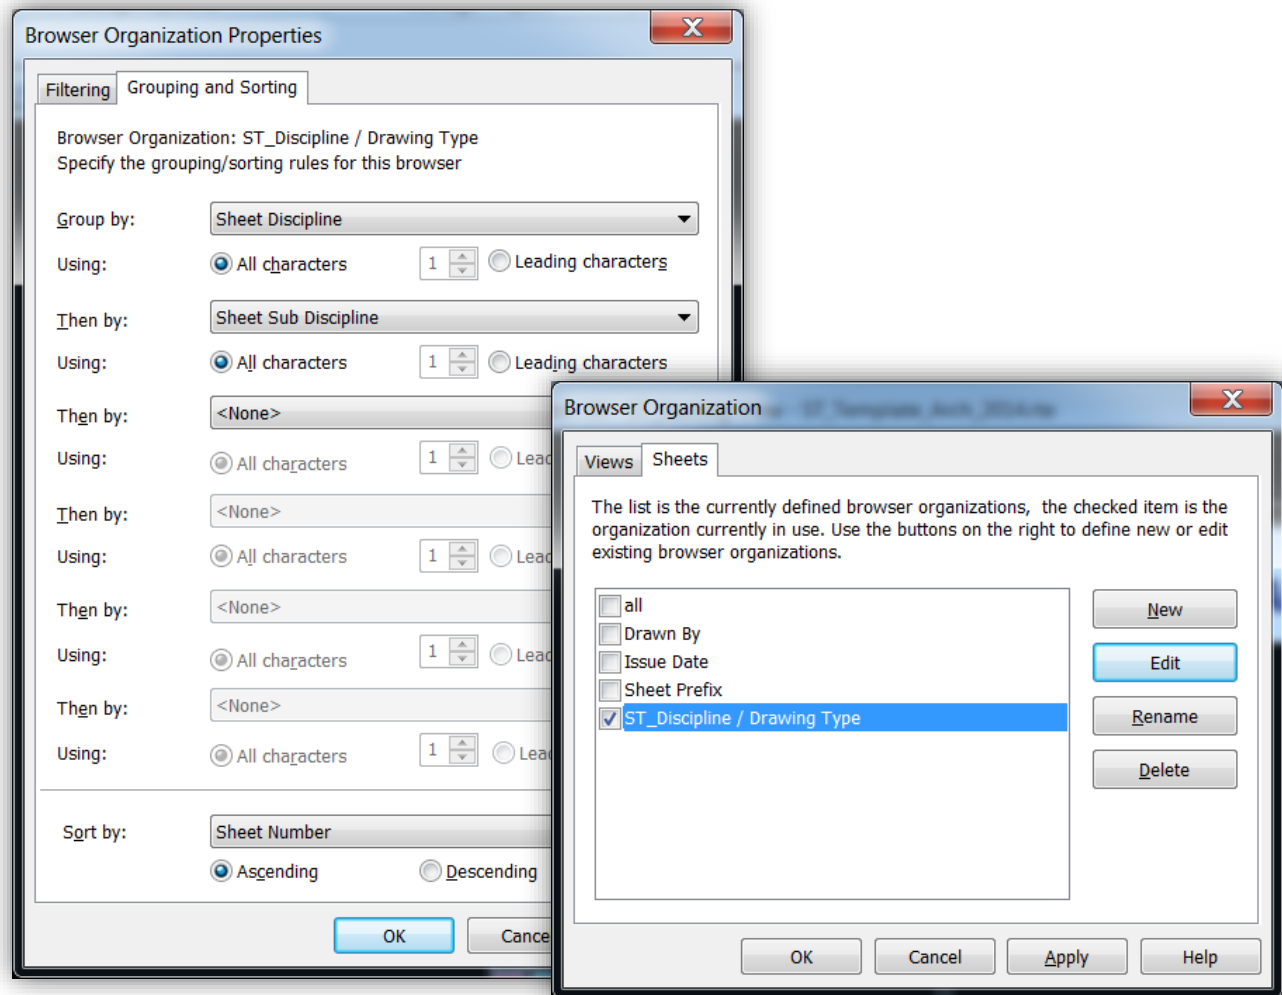 Browser Organization Properties
Filtering
Grouping and Sorting
Browser Organization: ST_Discipline / Drawing Type
Specify the grouping/sorting rules for this browser
Group by:
Sheet Discipline
Using:
All characters
1
Leading characters
Then by:
Sheet Sub Discipline
Using:
All characters
1
Leading characters
Then by:
<None>
Using:
All characters
1
Lead
Then by:
<None>
Using:
All characters
1
Lead
Then by:
<None>
Using:
All characters
1
Lead
Then by:
<None>
Using:
All characters
1
Lea
Sort by:
Sheet Number
Ascending
Descending
OK
Cance
Browser Organization
Views
Sheets
The list is the currently defined browser organizations, the checked item is the
organization currently in use. Use the buttons on the right to define new or edit
existing browser organizations.
all
Drawn By
Issue Date
Sheet Prefix
ST_Discipline / Drawing Type
New
Edit
Rename
Delete
OK
Cancel
Apply
Help